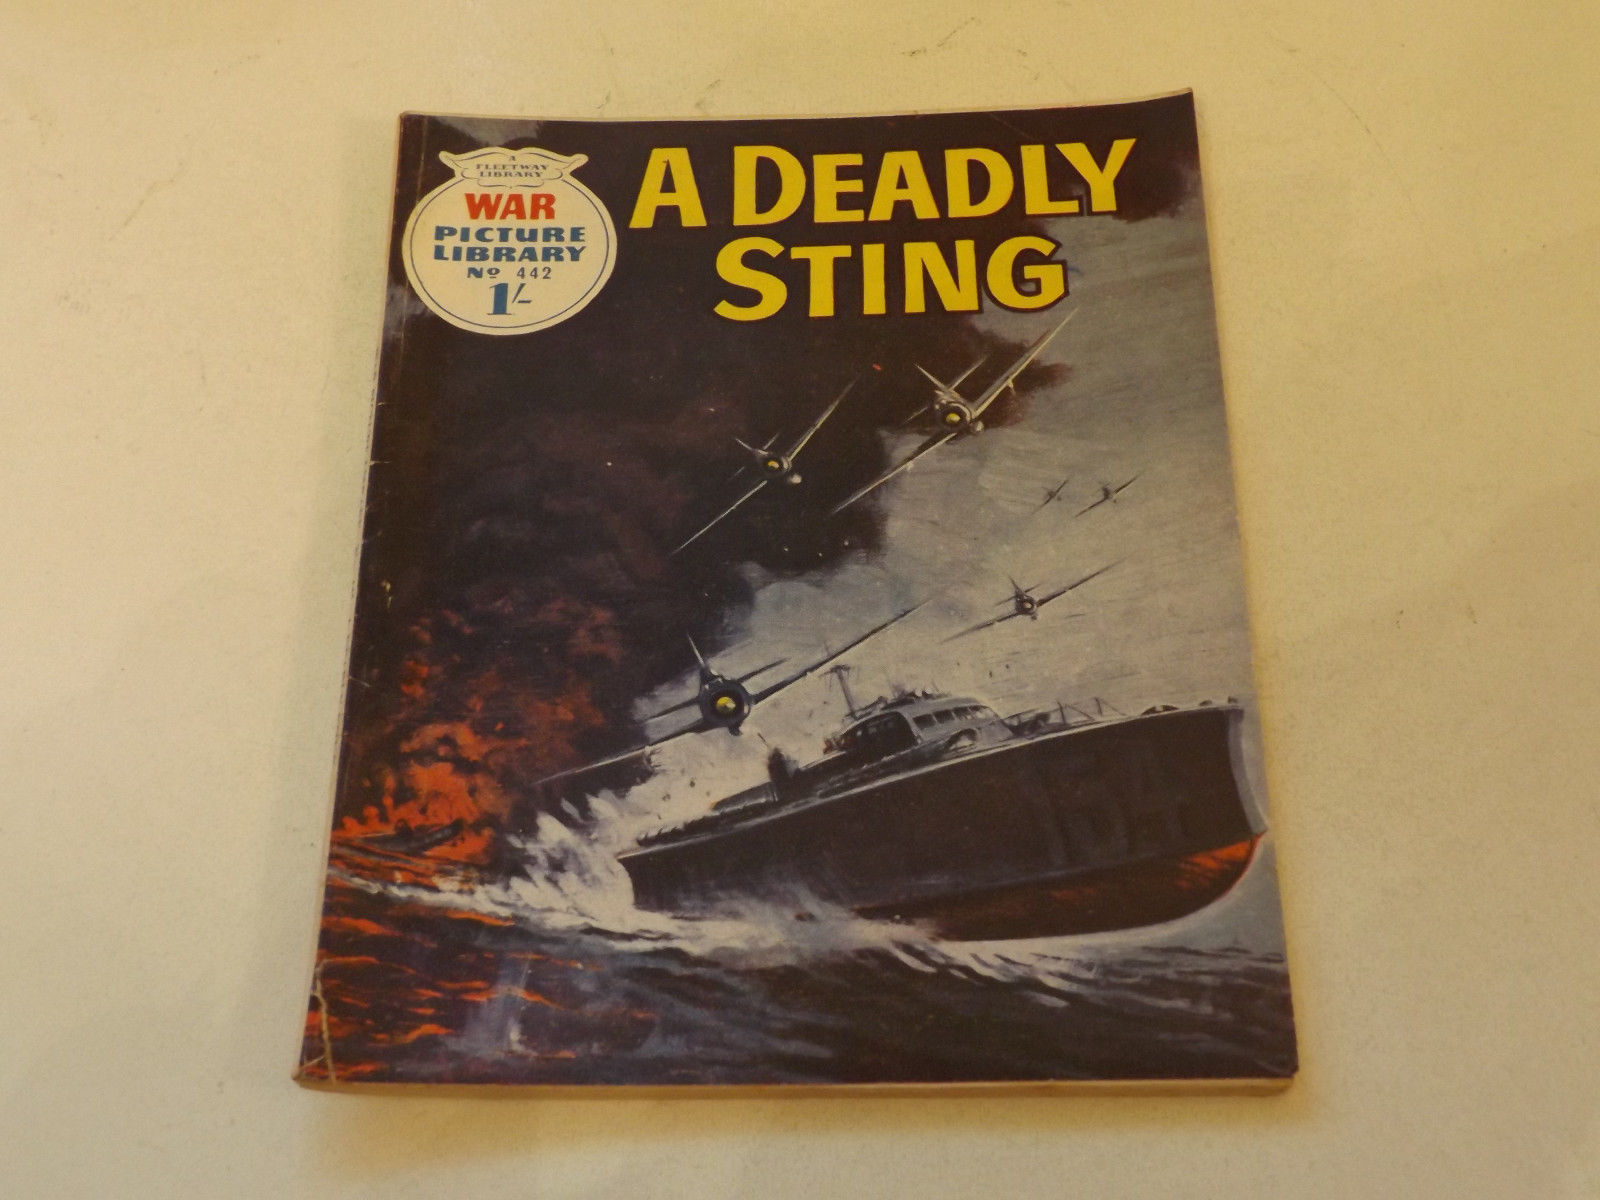 A
FLEETWAY
LIBRARY
WAR
PICTURE
LIBRARY
Nº 442
1/-
A DEADLY
STING